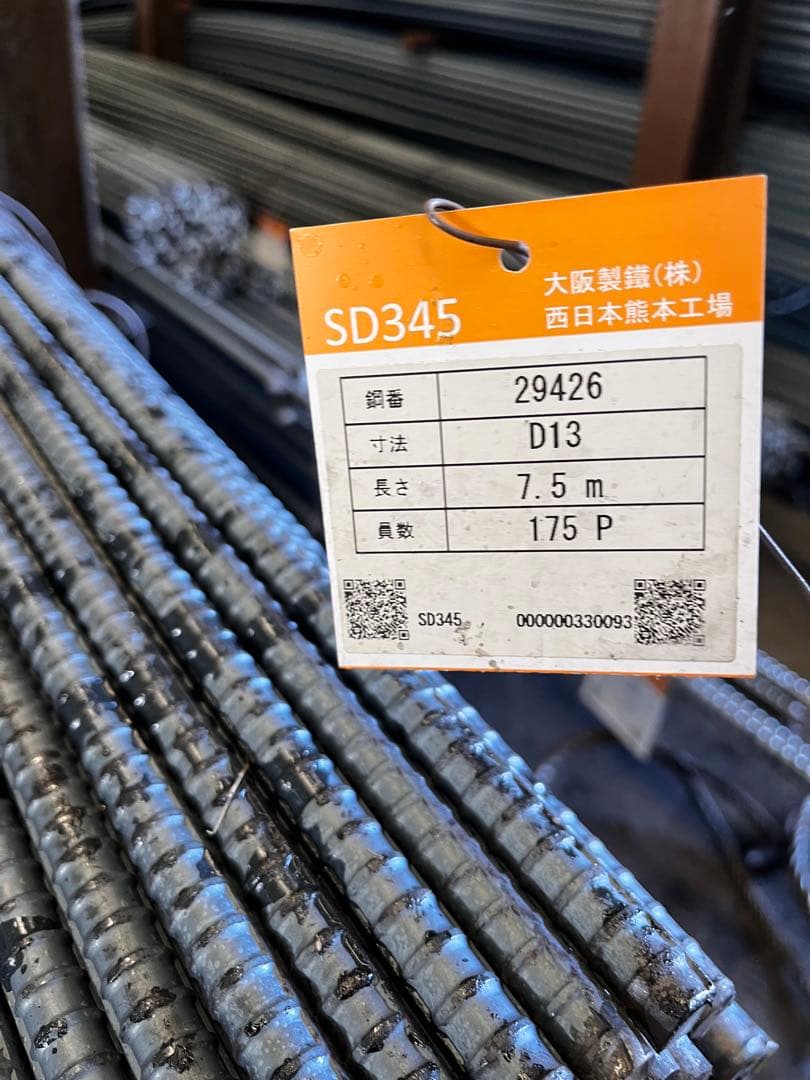 SD345
大阪製鐵(株)
西日本熊本工場
鋼番 29426
寸法 D13
長さ 7.5 m
員数 175 P
SD345 000000330093